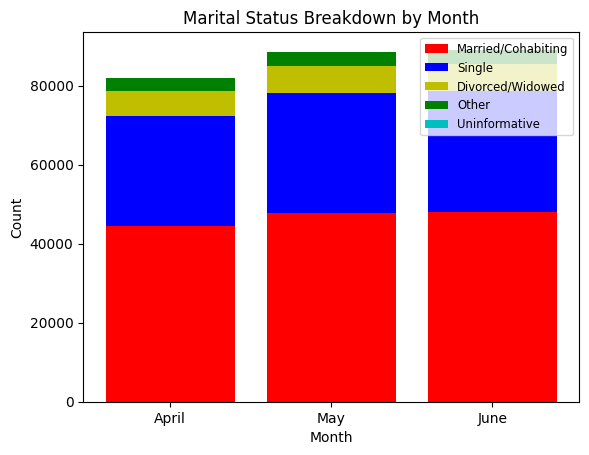 Marital Status Breakdown by Month
Married/Cohabiting
Single
Divorced/Widowed
Other
Uninformative
Count
80000
60000
40000
20000
0
April May June
Month